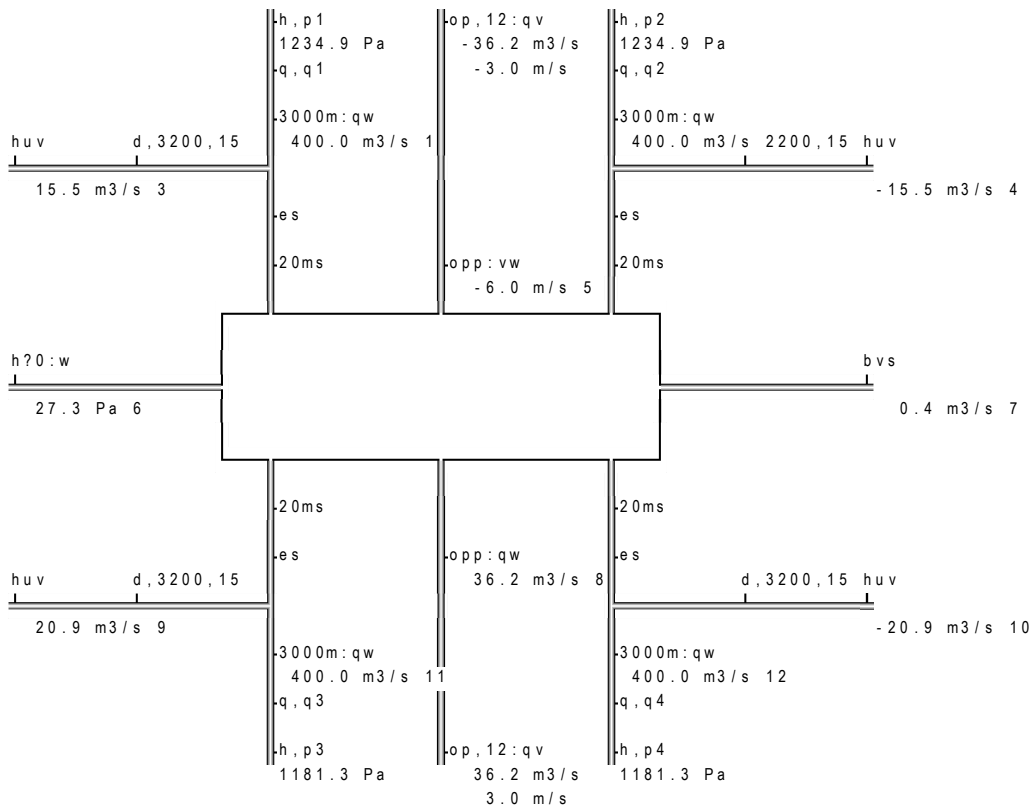 h,p1
1234.9 Pa
q,q1
3000m:qw
400.0 m3/s 1
op,12:qv
-36.2 m3/s
-3.0 m/s
h,p2
1234.9 Pa
q,q2
3000m:qw
400.0 m3/s
huv d,3200,15
15.5 m3/s 3
2200,15 huv
-15.5 m3/s 4
es
20ms
opp:vw
-6.0 m/s 5
es
20ms
h?0:w
27.3 Pa 6
bvs
0.4 m3/s 7
20ms
es
opp:qw
36.2 m3/s 8
20ms
es
huv d,3200,15
20.9 m3/s 9
d,3200,15 huv
-20.9 m3/s 10
3000m:qw
400.0 m3/s 11
q,q3
h,p3
1181.3 Pa
op,12:qv
36.2 m3/s
3.0 m/s
3000m:qw
400.0 m3/s 12
q,q4
h,p4
1181.3 Pa